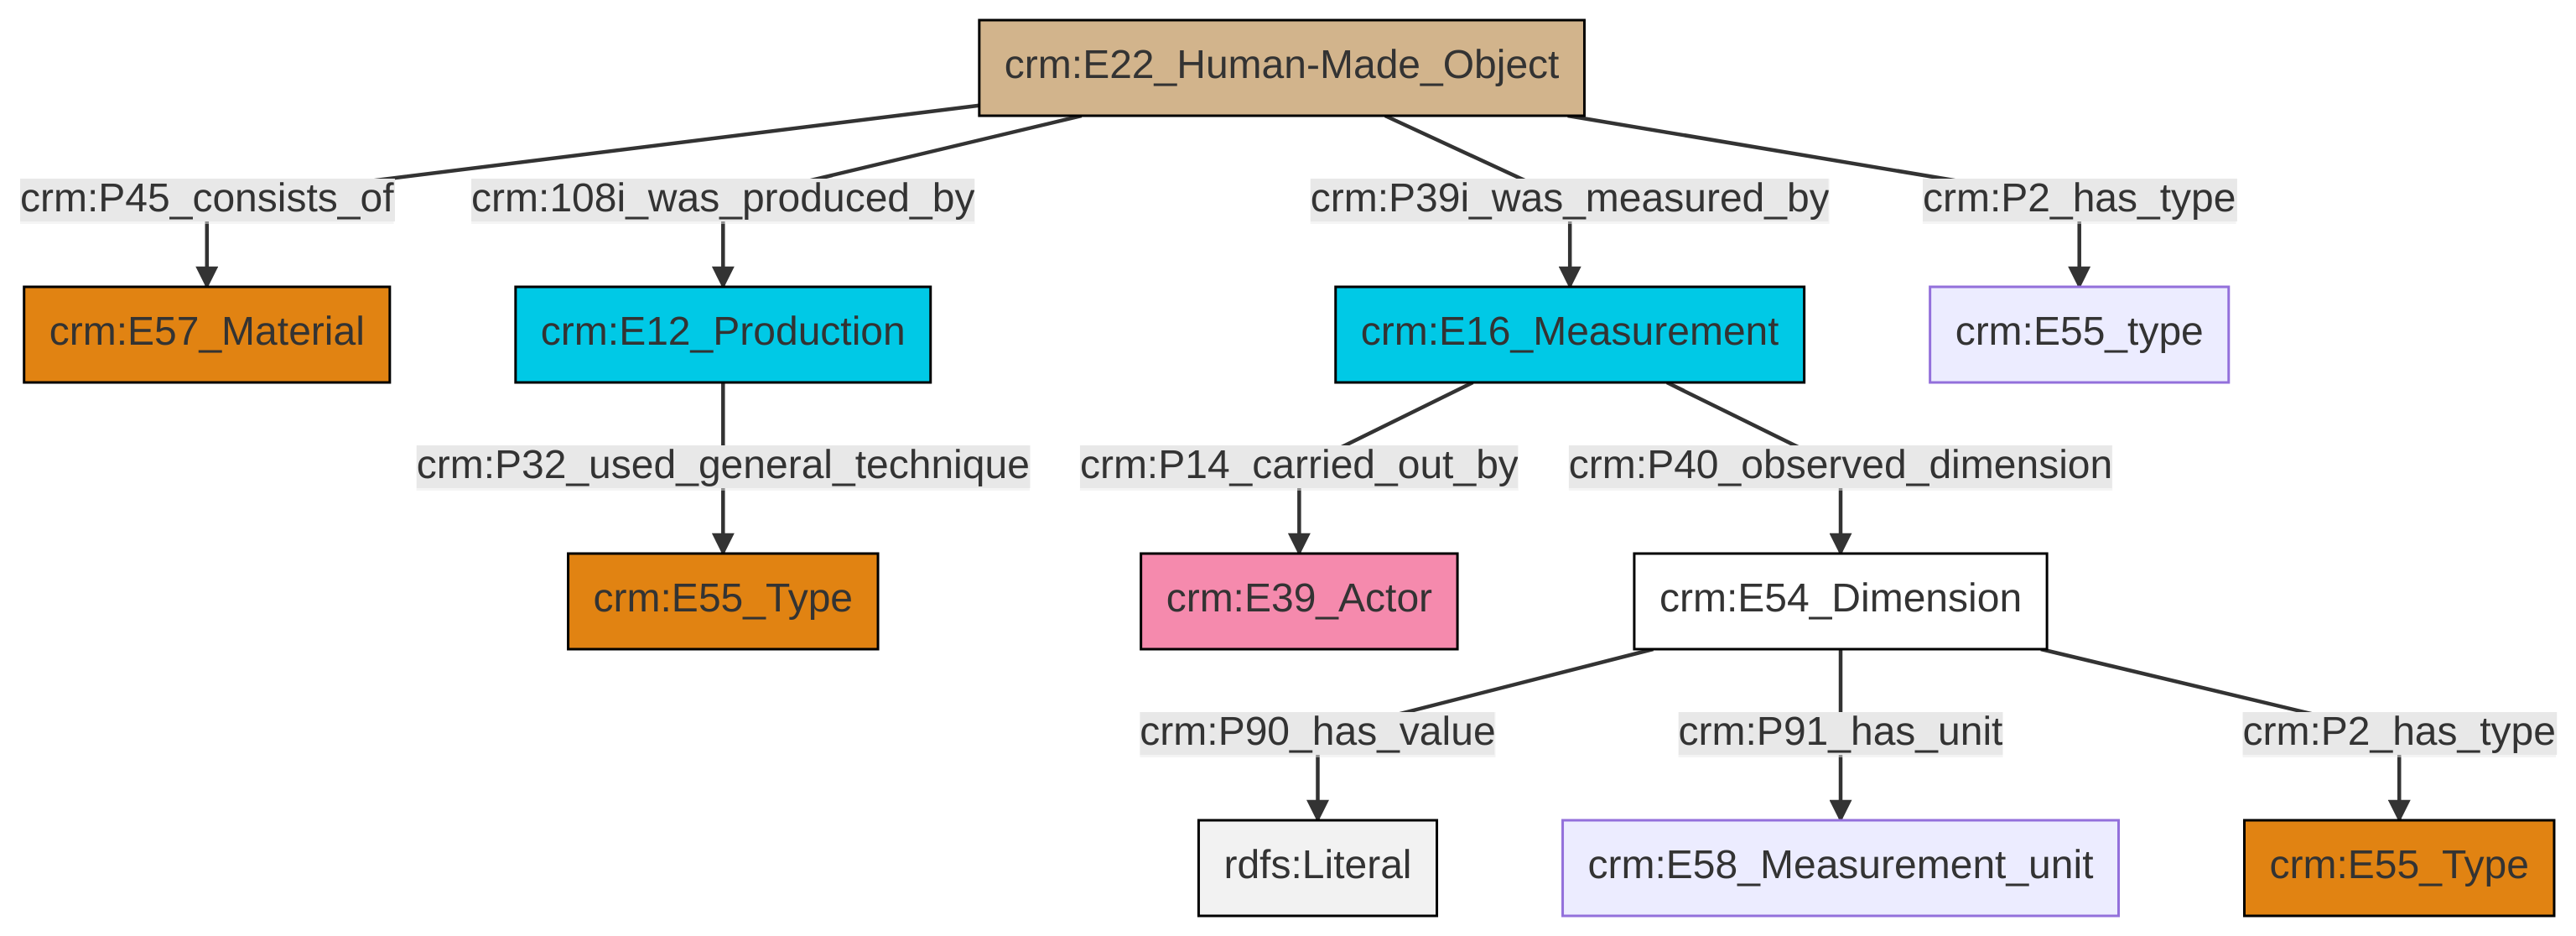 crm:E22_Human-Made_Object
crm:P45_consists_of
crm:108i_was_produced_by
crm:P39i_was_measured_by
crm:P2_has_type
crm:E57_Material
crm:E12_Production
crm:E16_Measurement
crm:E55_type
crm:P32_used_general_technique
crm:P14_carried_out_by
crm:P40_observed_dimension
crm:E55_Type
crm:E39_Actor
crm:E54_Dimension
crm:P90_has_value
crm:P91_has_unit
crm:P2_has_type
rdfs:Literal
crm:E58_Measurement_unit
crm:E55_Type